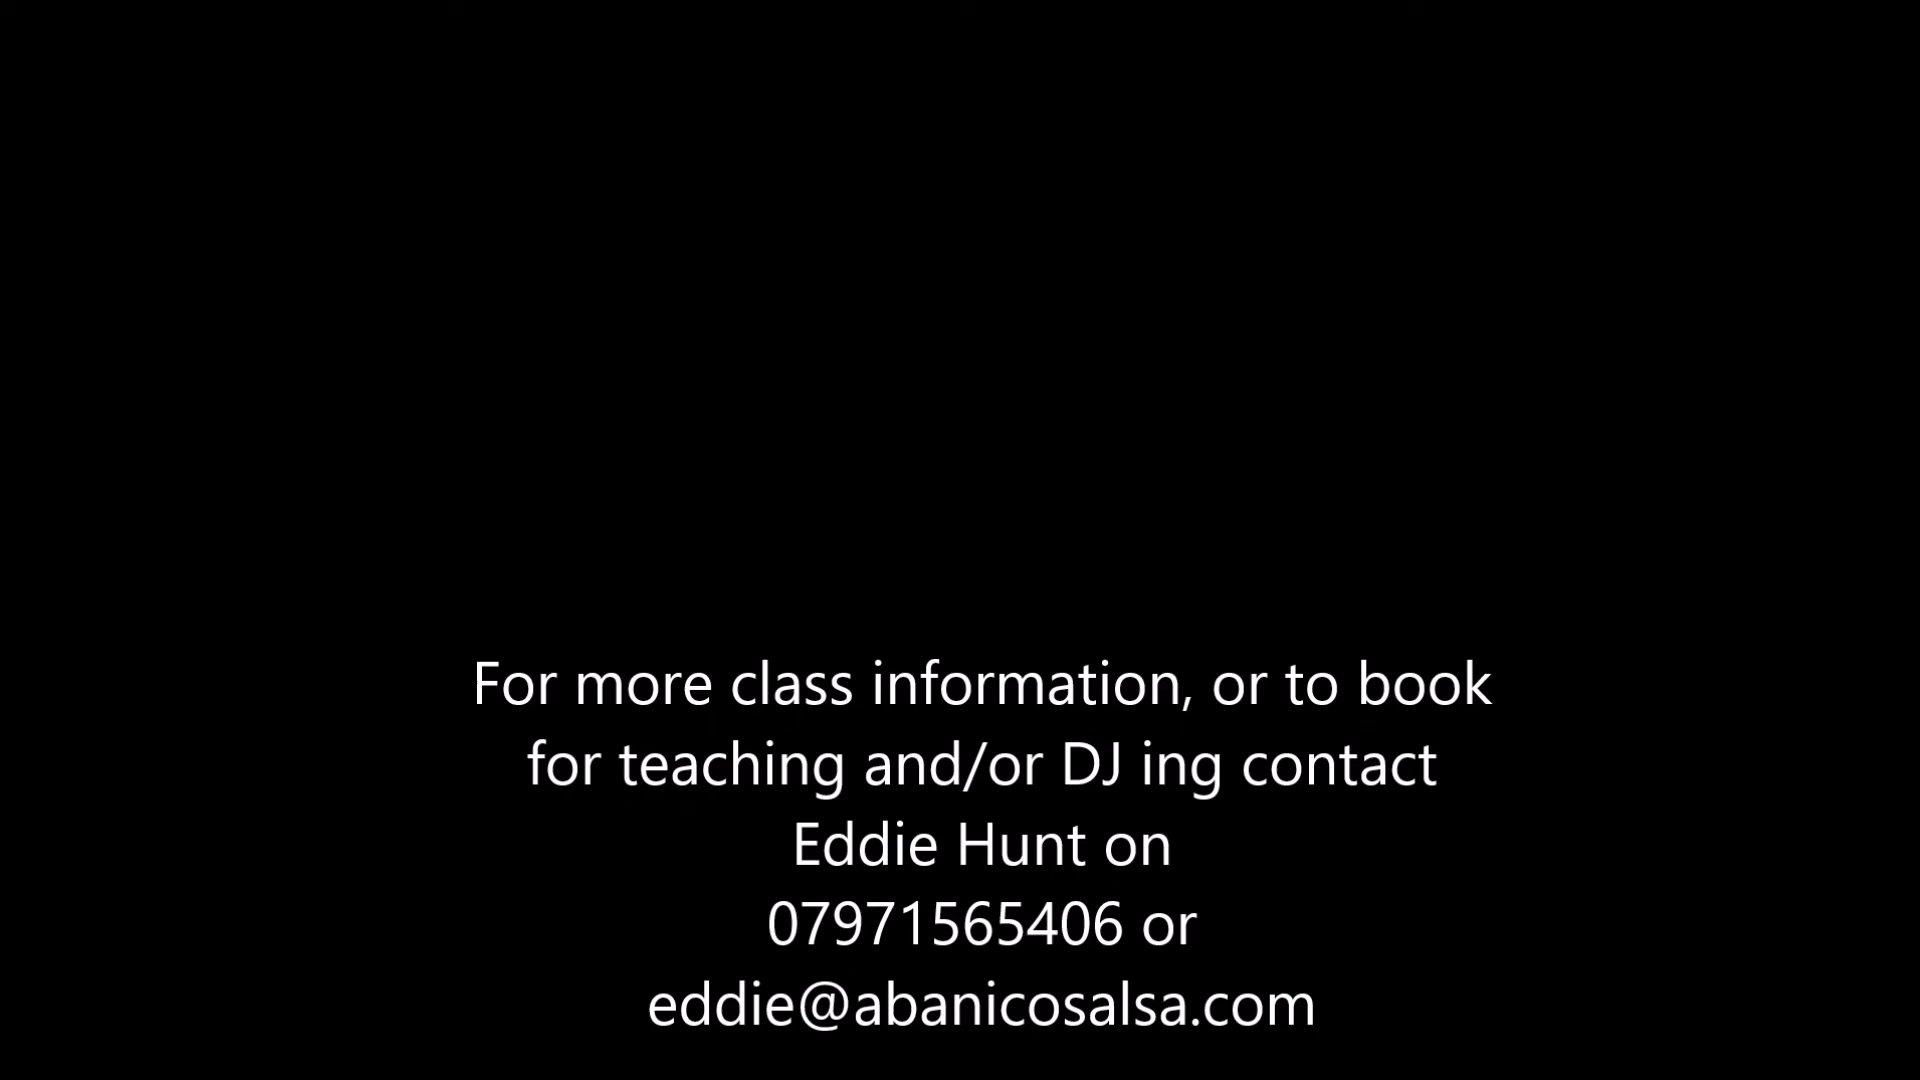 For more class information, or to book
for teaching and/or DJ ing contact
Eddie Hunt on
07971565406 or
eddie@abanicosalsa.com